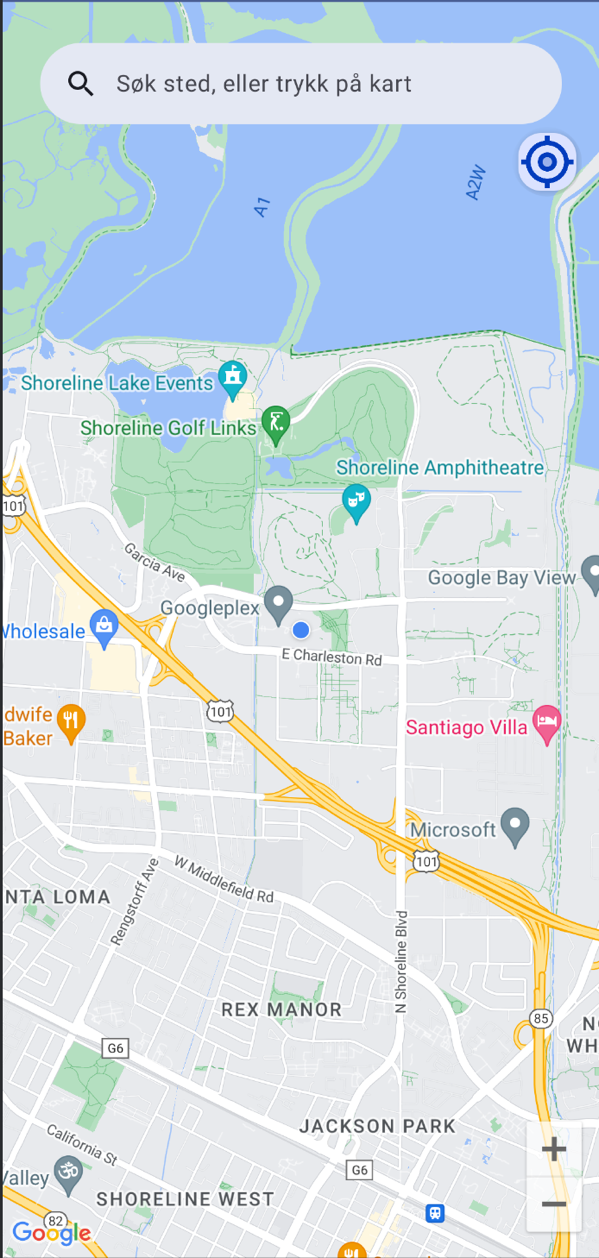 Søk sted, eller trykk på kart
A1
A2W
Shoreline Lake Events
Shoreline Golf Links
Shoreline Amphitheatre
101
Garcia Ave
Google Bay View
Googleplex
Wholesale
E Charleston Rd
dwife
Baker
101
Santiago Villa
Microsoft
101
W Middlefield Rd
NTA LOMA
Rengstorff Ave
N Shoreline Blvd
REX MANOR
85
NO
WH
G6
JACKSON PARK
California St
G6
Valley
SHORELINE WEST
82
Google